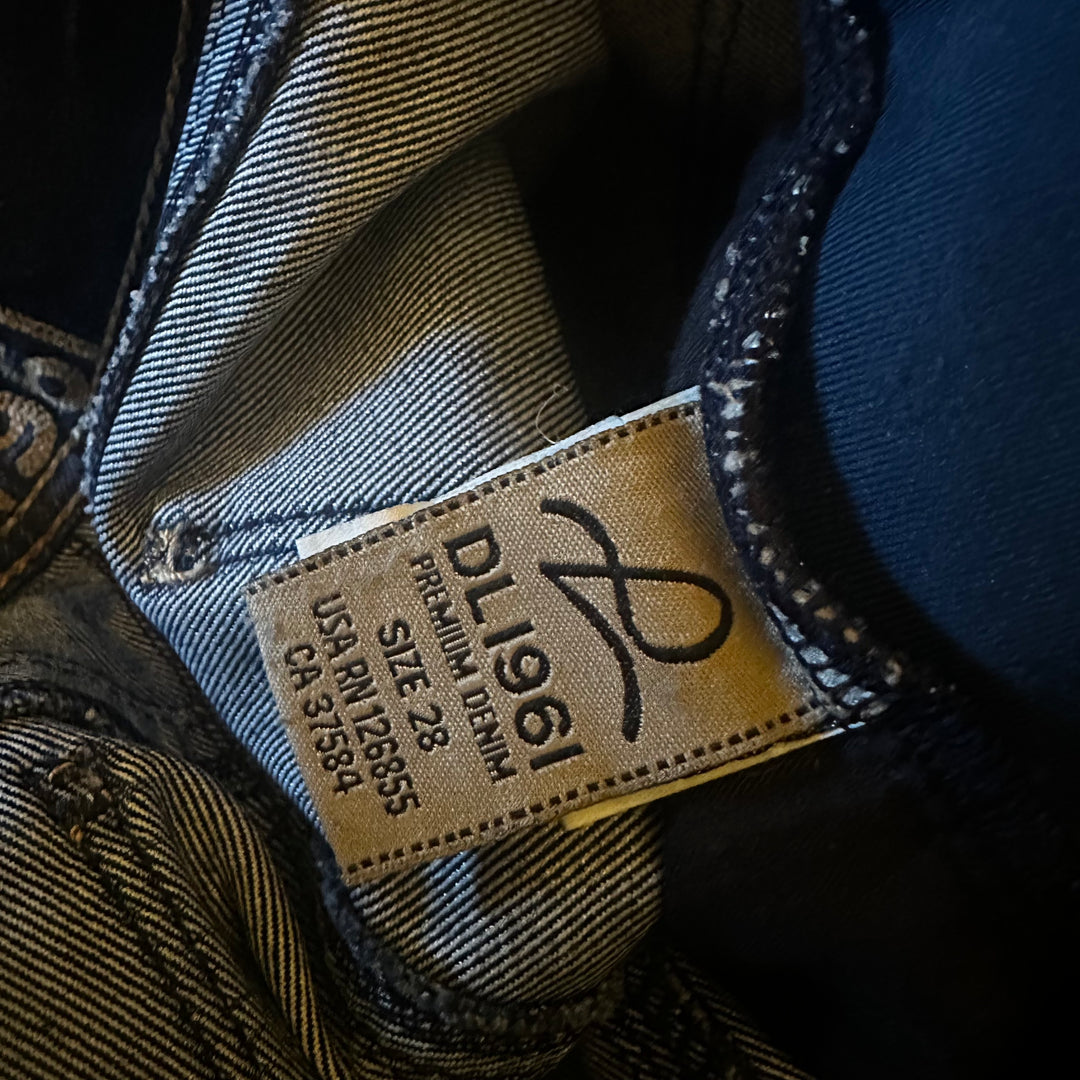 DL1961
PREMIUM DENIM
SIZE 28
USA RN 126855
CA 37584